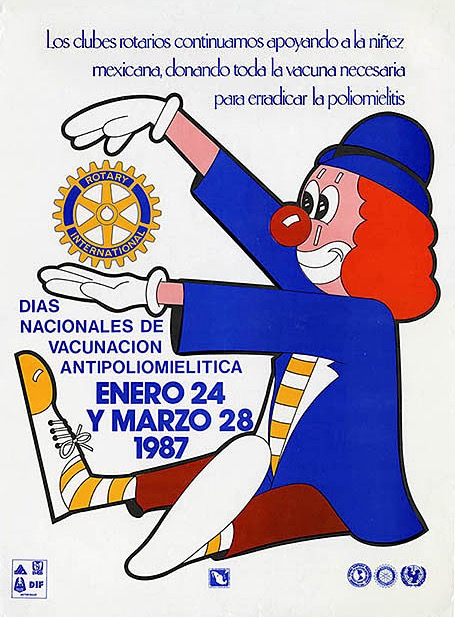 Los clubes rotarios continuamos apoyando a la niñez
mexicana, donando toda la vacuna necesaria
para erradicar la poliomielitis
ROTARY
INTERNATIONAL
DIAS
NACIONALES DE
VACUNACION
ANTIPOLIOMIELITICA
ENERO 24
Y MARZO 28
1987
DIF